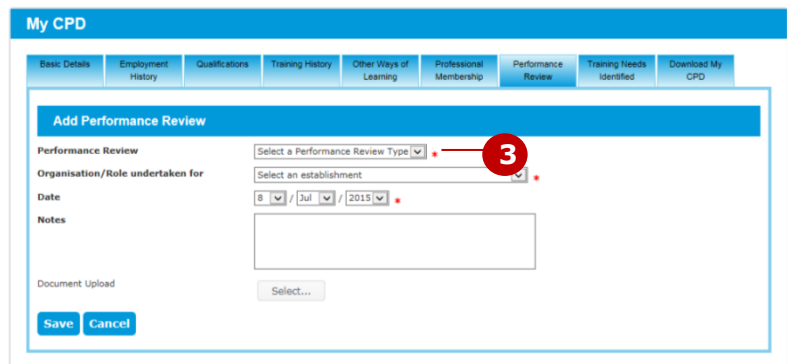 My CPD
Basic Details Employment History Qualifications Training History Other Ways of Learning Professional Membership Performance Review Training Needs Identified Download My CPD
Add Performance Review
Performance Review Select a Performance Review Type * 3
Organisation/Role undertaken for Select an establishment *
Date 8 / Jul / 2015 *
Notes
Document Upload Select...
Save Cancel